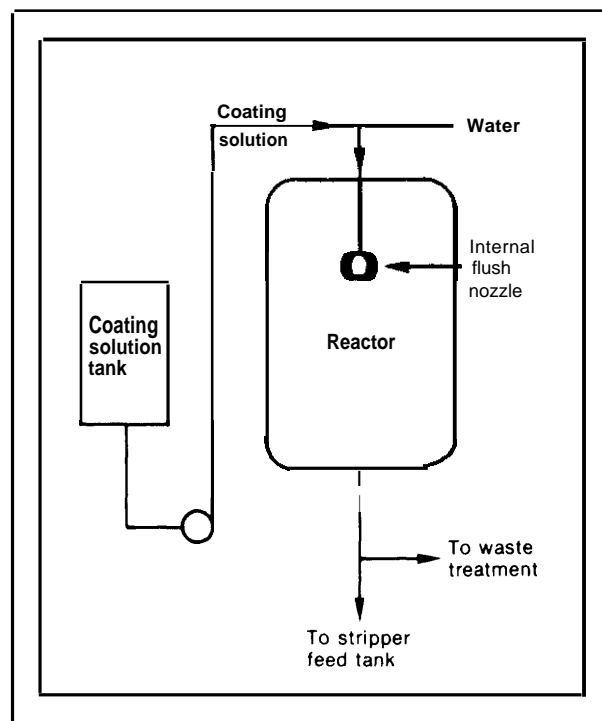 Coating
solution
Water
Internal
flush
nozzle
Coating
solution
tank
Reactor
To waste
treatment
To stripper
feed tank